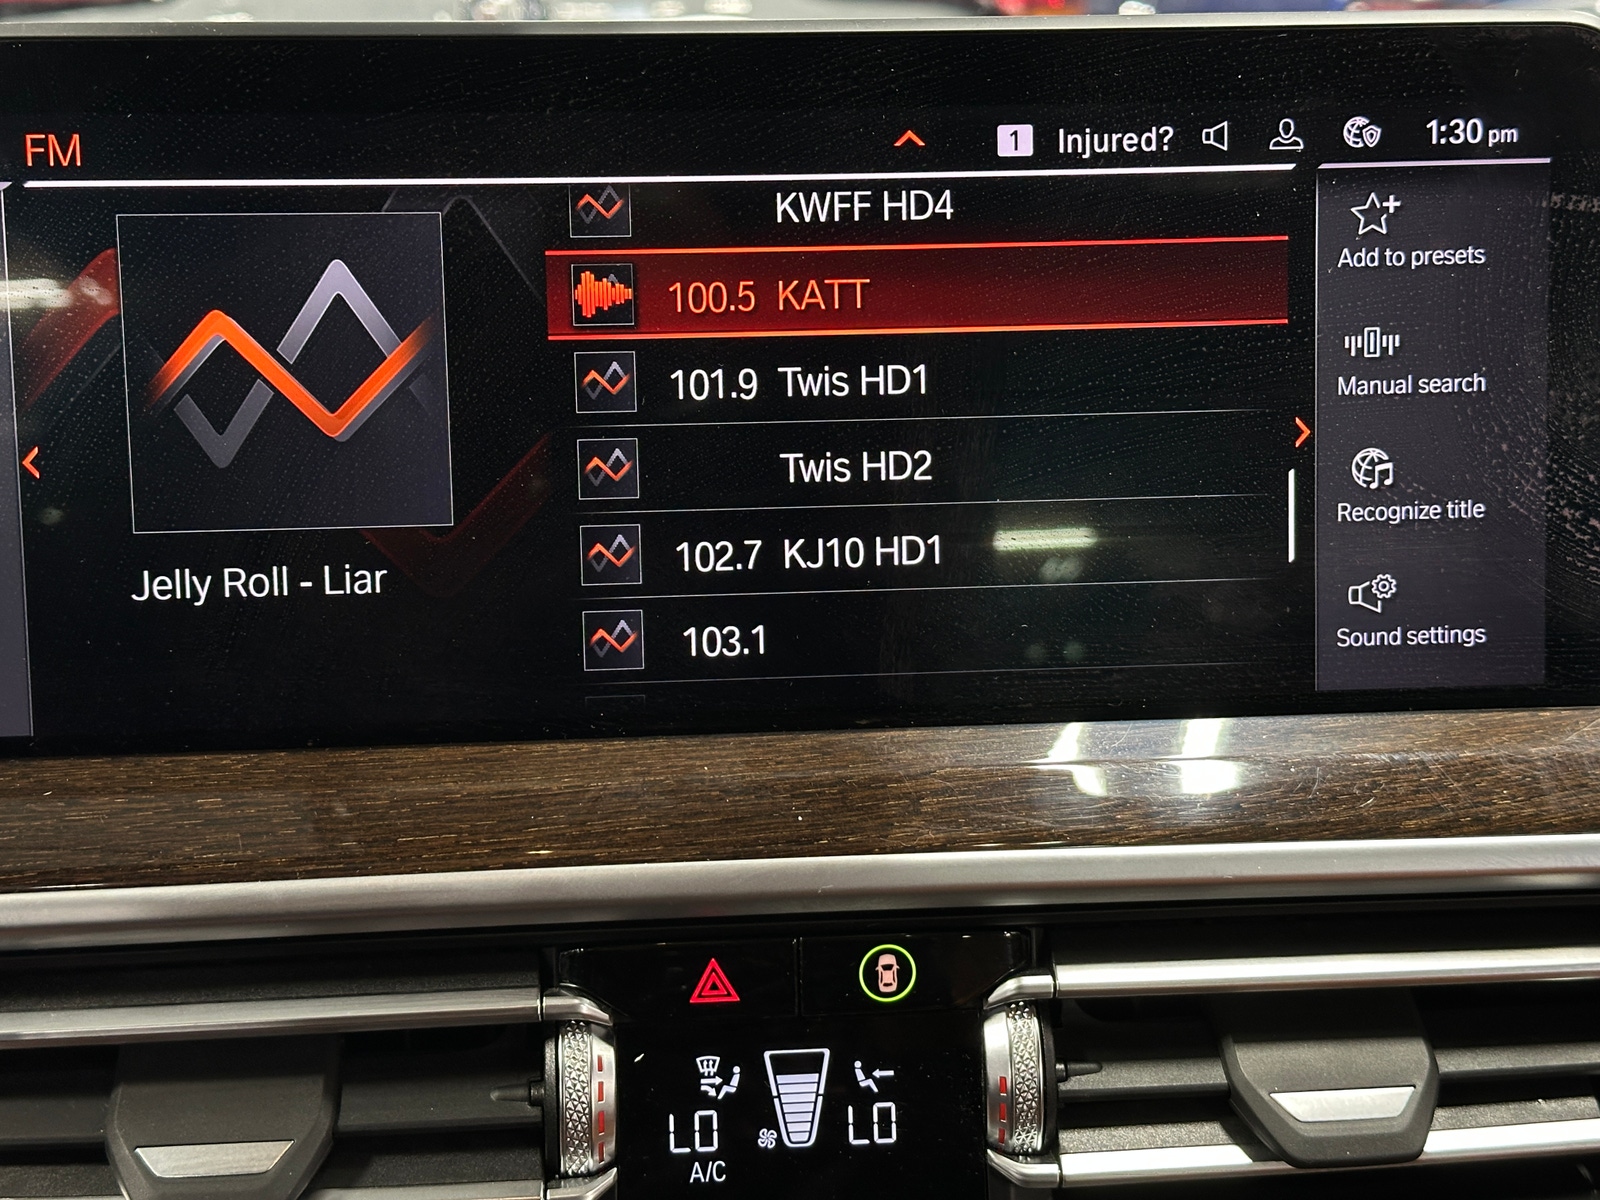 FM
1 Injured? 1:30 pm
KWFF HD4
100.5 KATT
101.9 Twis HD1
Twis HD2
102.7 KJ10 HD1
103.1
Jelly Roll - Liar
Add to presets
Manual search
Recognize title
Sound settings
LO LO
A/C